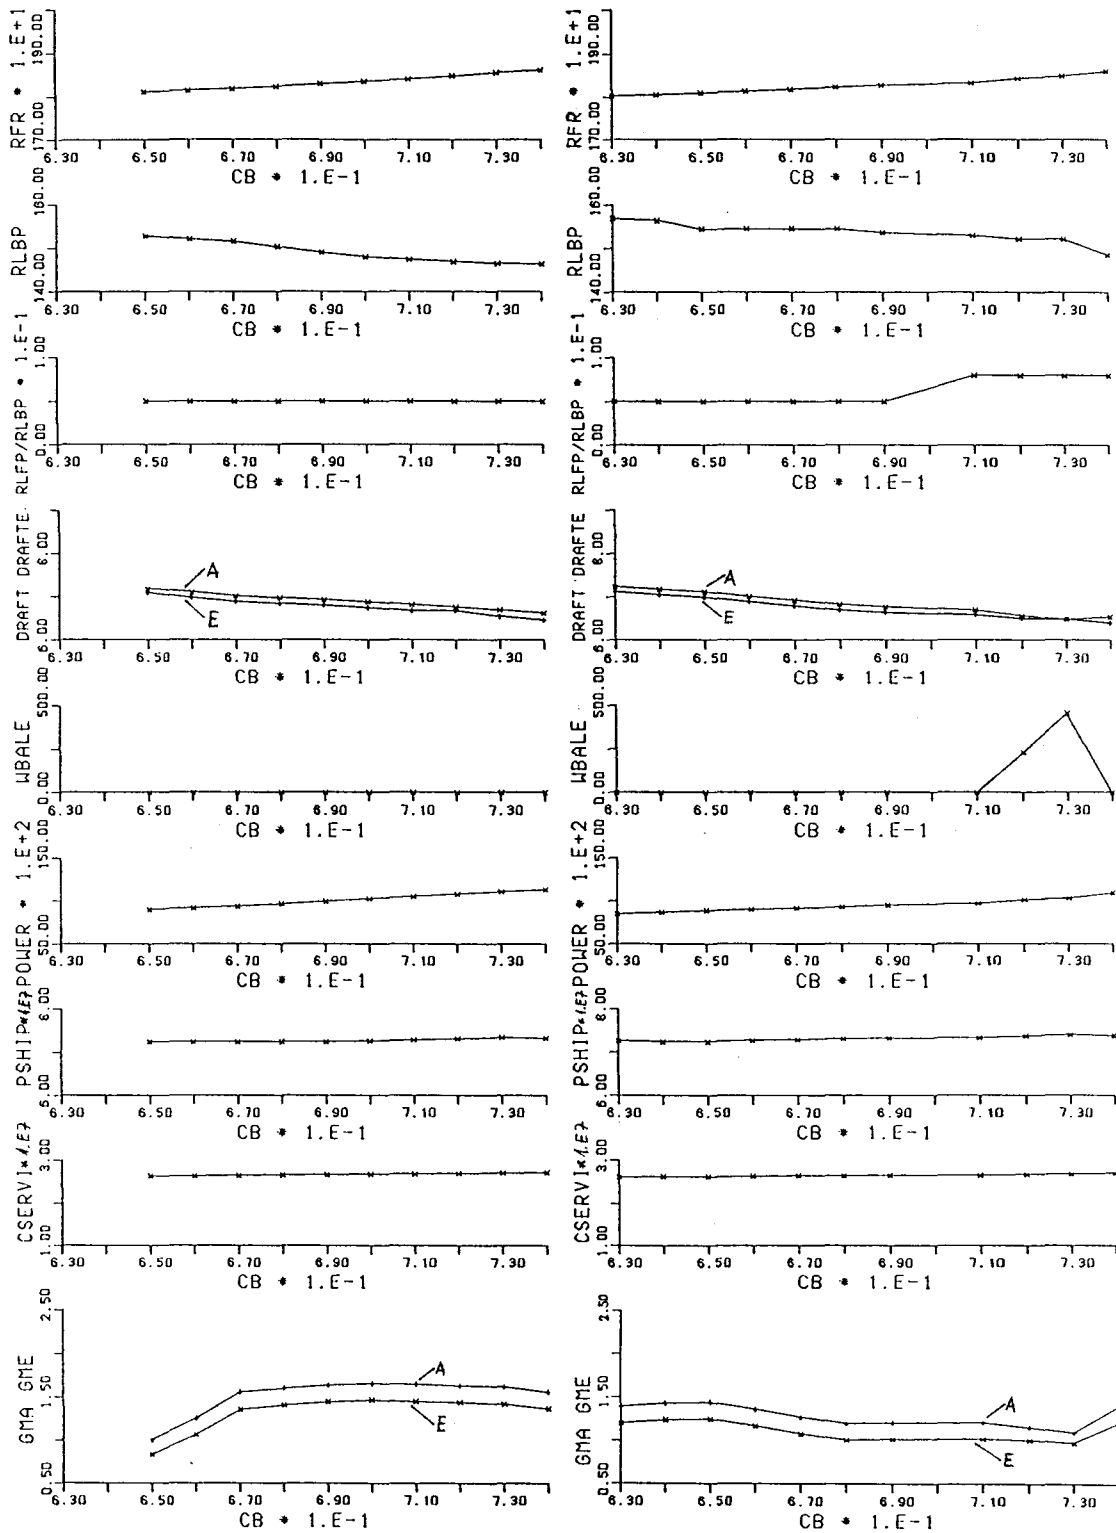 RFR * 1.E+1
170.00 190.00
6.30 6.50 6.70 6.90 7.10 7.30
CB * 1.E-1
RFR * 1.E+1
170.00 190.00
6.30 6.50 6.70 6.90 7.10 7.30
CB * 1.E-1
RLBP
140.00 160.00
6.30 6.50 6.70 6.90 7.10 7.30
CB * 1.E-1
RLBP
140.00 160.00
6.30 6.50 6.70 6.90 7.10 7.30
CB * 1.E-1
RLFP/RLBP * 1.E-1
0.00 1.00
6.30 6.50 6.70 6.90 7.10 7.30
CB * 1.E-1
RLFP/RLBP * 1.E-1
0.00 1.00
6.30 6.50 6.70 6.90 7.10 7.30
CB * 1.E-1
DRAFT DRAFTE
6.00 8.00
A
E
6.30 6.50 6.70 6.90 7.10 7.30
CB * 1.E-1
DRAFT DRAFTE
6.00 8.00
A
E
6.30 6.50 6.70 6.90 7.10 7.30
CB * 1.E-1
WBALE
0.00 500.00
6.30 6.50 6.70 6.90 7.10 7.30
CB * 1.E-1
WBALE
0.00 500.00
6.30 6.50 6.70 6.90 7.10 7.30
CB * 1.E-1
POWER * 1.E+2
50.00 150.00
6.30 6.50 6.70 6.90 7.10 7.30
CB * 1.E-1
POWER * 1.E+2
50.00 150.00
6.30 6.50 6.70 6.90 7.10 7.30
CB * 1.E-1
PSHIP*1.E7
6.00 8.00
6.30 6.50 6.70 6.90 7.10 7.30
CB * 1.E-1
PSHIP*1.E7
6.00 8.00
6.30 6.50 6.70 6.90 7.10 7.30
CB * 1.E-1
CSERVI*1.E7
1.00 3.00
6.30 6.50 6.70 6.90 7.10 7.30
CB * 1.E-1
CSERVI*1.E7
1.00 3.00
6.30 6.50 6.70 6.90 7.10 7.30
CB * 1.E-1
GMA GME
0.50 1.50 2.50
A
E
6.30 6.50 6.70 6.90 7.10 7.30
CB * 1.E-1
GMA GME
0.50 1.50 2.50
A
E
6.30 6.50 6.70 6.90 7.10 7.30
CB * 1.E-1